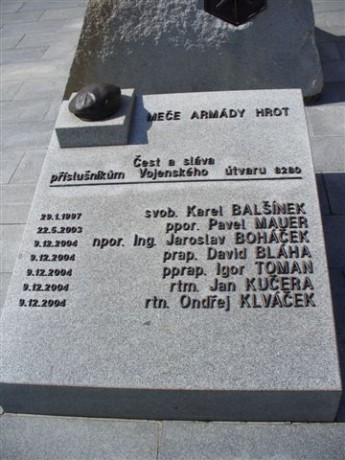 MEČE ARMÁDY HROT
Čest a sláva
příslušníkům Vojenského útvaru 8280
29.1.1997 svob. Karel BALŠÍNEK
22.5.2003 ppor. Pavel MAUER
9.12.2004 npor. Ing. Jaroslav BOHÁČEK
9.12.2004 prap. David BLÁHA
9.12.2004 pprap. Igor TOMAN
9.12.2004 rtm. Jan KUČERA
9.12.2004 rtn. Ondřej KLVÁČEK